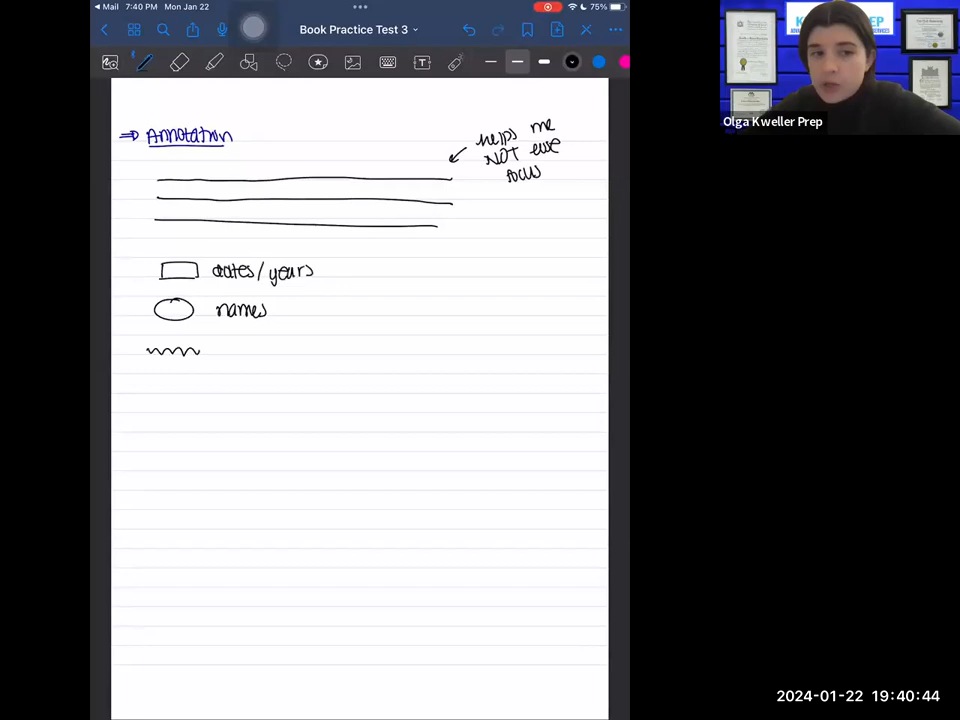 Mail 7:40 PM Mon Jan 22
75%
Book Practice Test 3
⇒ Annotation
helps me
NOT lose
focus
dates/years
names
Olga Kweller Prep
2024-01-22 19:40:44